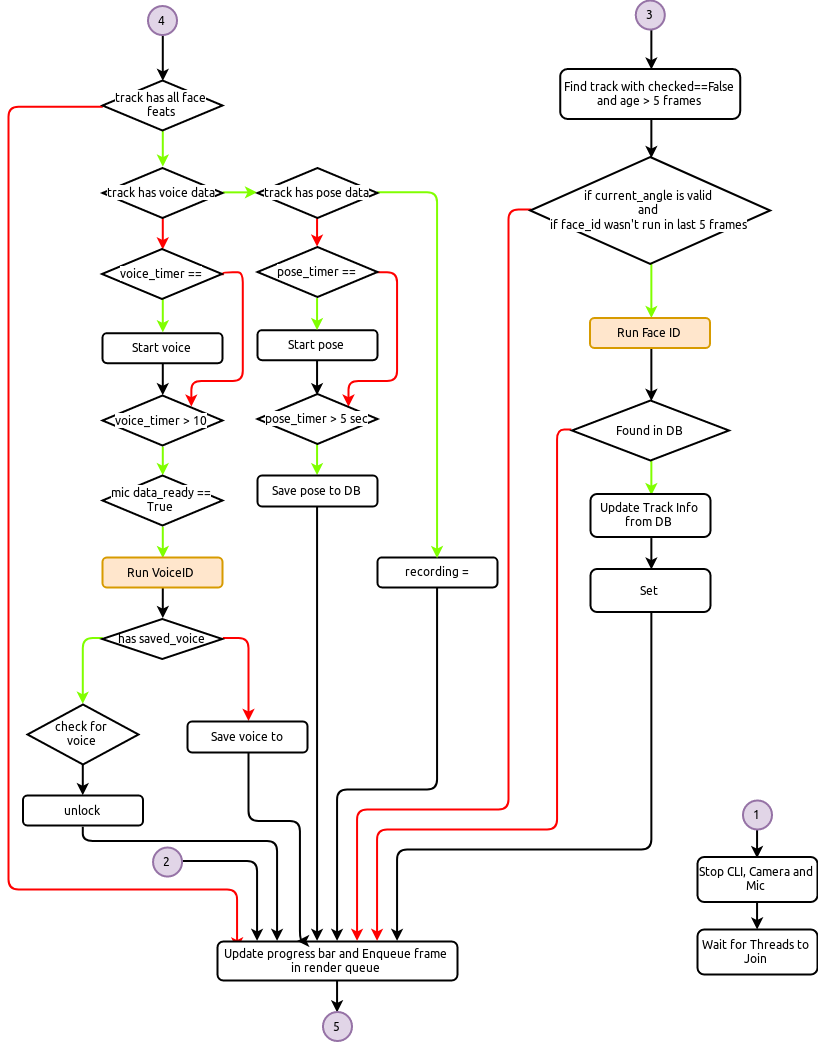 4
track has all face
feats
track has voice data
track has pose data
voice_timer ==
pose_timer ==
Start voice
Start pose
voice_timer > 10
pose_timer > 5 sec
mic data_ready ==
True
Save pose to DB
Run VoiceID
recording =
has saved_voice
check for
voice
Save voice to
unlock
2
3
Find track with checked==False
and age > 5 frames
if current_angle is valid
and
if face_id wasn't run in last 5 frames
Run Face ID
Found in DB
Update Track Info
from DB
Set
1
Stop CLI, Camera and
Mic
Wait for Threads to
Join
Update progress bar and Enqueue frame
in render queue
5